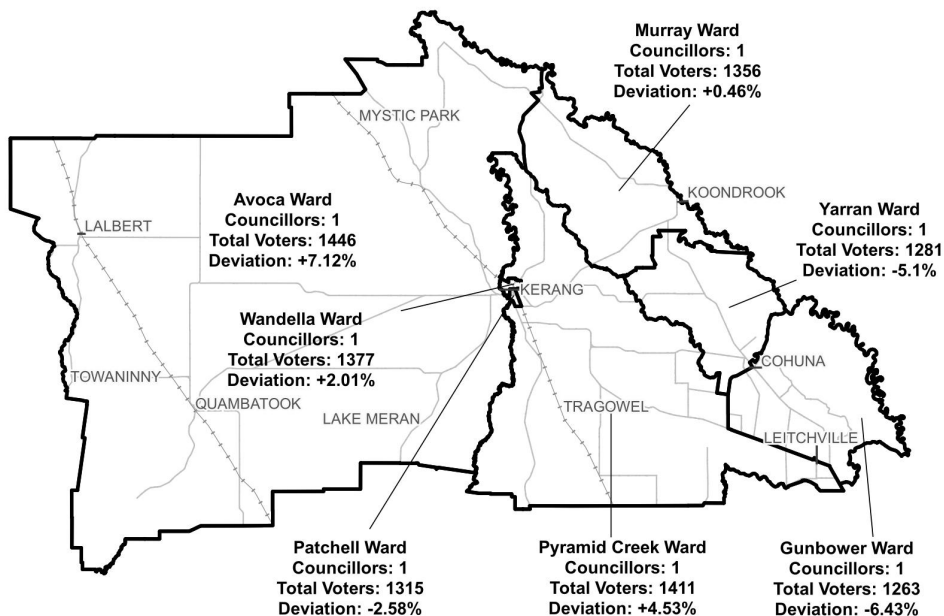 Murray Ward
Councillors: 1
Total Voters: 1356
Deviation: +0.46%
MYSTIC PARK
KOONDROOK
Avoca Ward
Councillors: 1
Total Voters: 1446
Deviation: +7.12%
Yarran Ward
Councillors: 1
Total Voters: 1281
Deviation: -5.1%
LALBERT
KERANG
Wandella Ward
Councillors: 1
Total Voters: 1377
Deviation: +2.01%
COHUNA
TOWANINNY
QUAMBATOOK
LAKE MERAN
TRAGOWEL
LEITCHVILLE
Patchell Ward
Councillors: 1
Total Voters: 1315
Deviation: -2.58%
Pyramid Creek Ward
Councillors: 1
Total Voters: 1411
Deviation: +4.53%
Gunbower Ward
Councillors: 1
Total Voters: 1263
Deviation: -6.43%